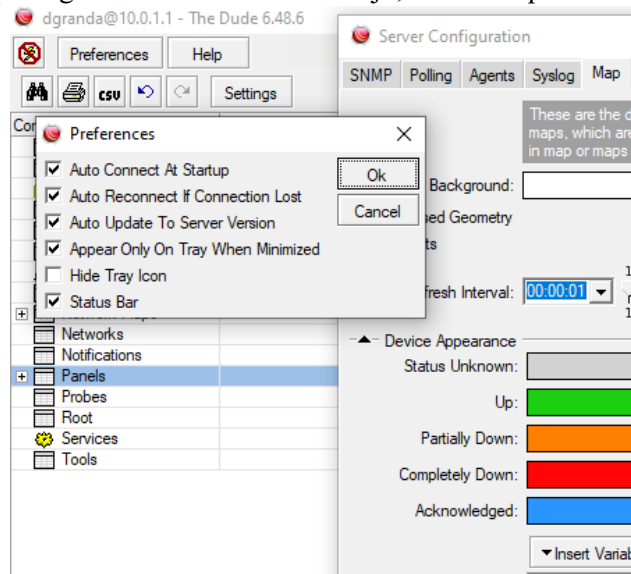 dgranda@10.0.1.1 - The Dude 6.48.6
Preferences Help
csv Settings
Preferences
Auto Connect At Startup
Auto Reconnect If Connection Lost
Auto Update To Server Version
Appear Only On Tray When Minimized
Hide Tray Icon
Status Bar
Ok
Cancel
Networks
Notifications
Panels
Probes
Root
Services
Tools
Server Configuration
SNMP Polling Agents Syslog Map
These are the
maps, which are
in map or maps
Background:
Geometry
Interval: 00:00:01
Device Appearance
Status Unknown:
Up:
Partially Down:
Completely Down:
Acknowledged:
Insert